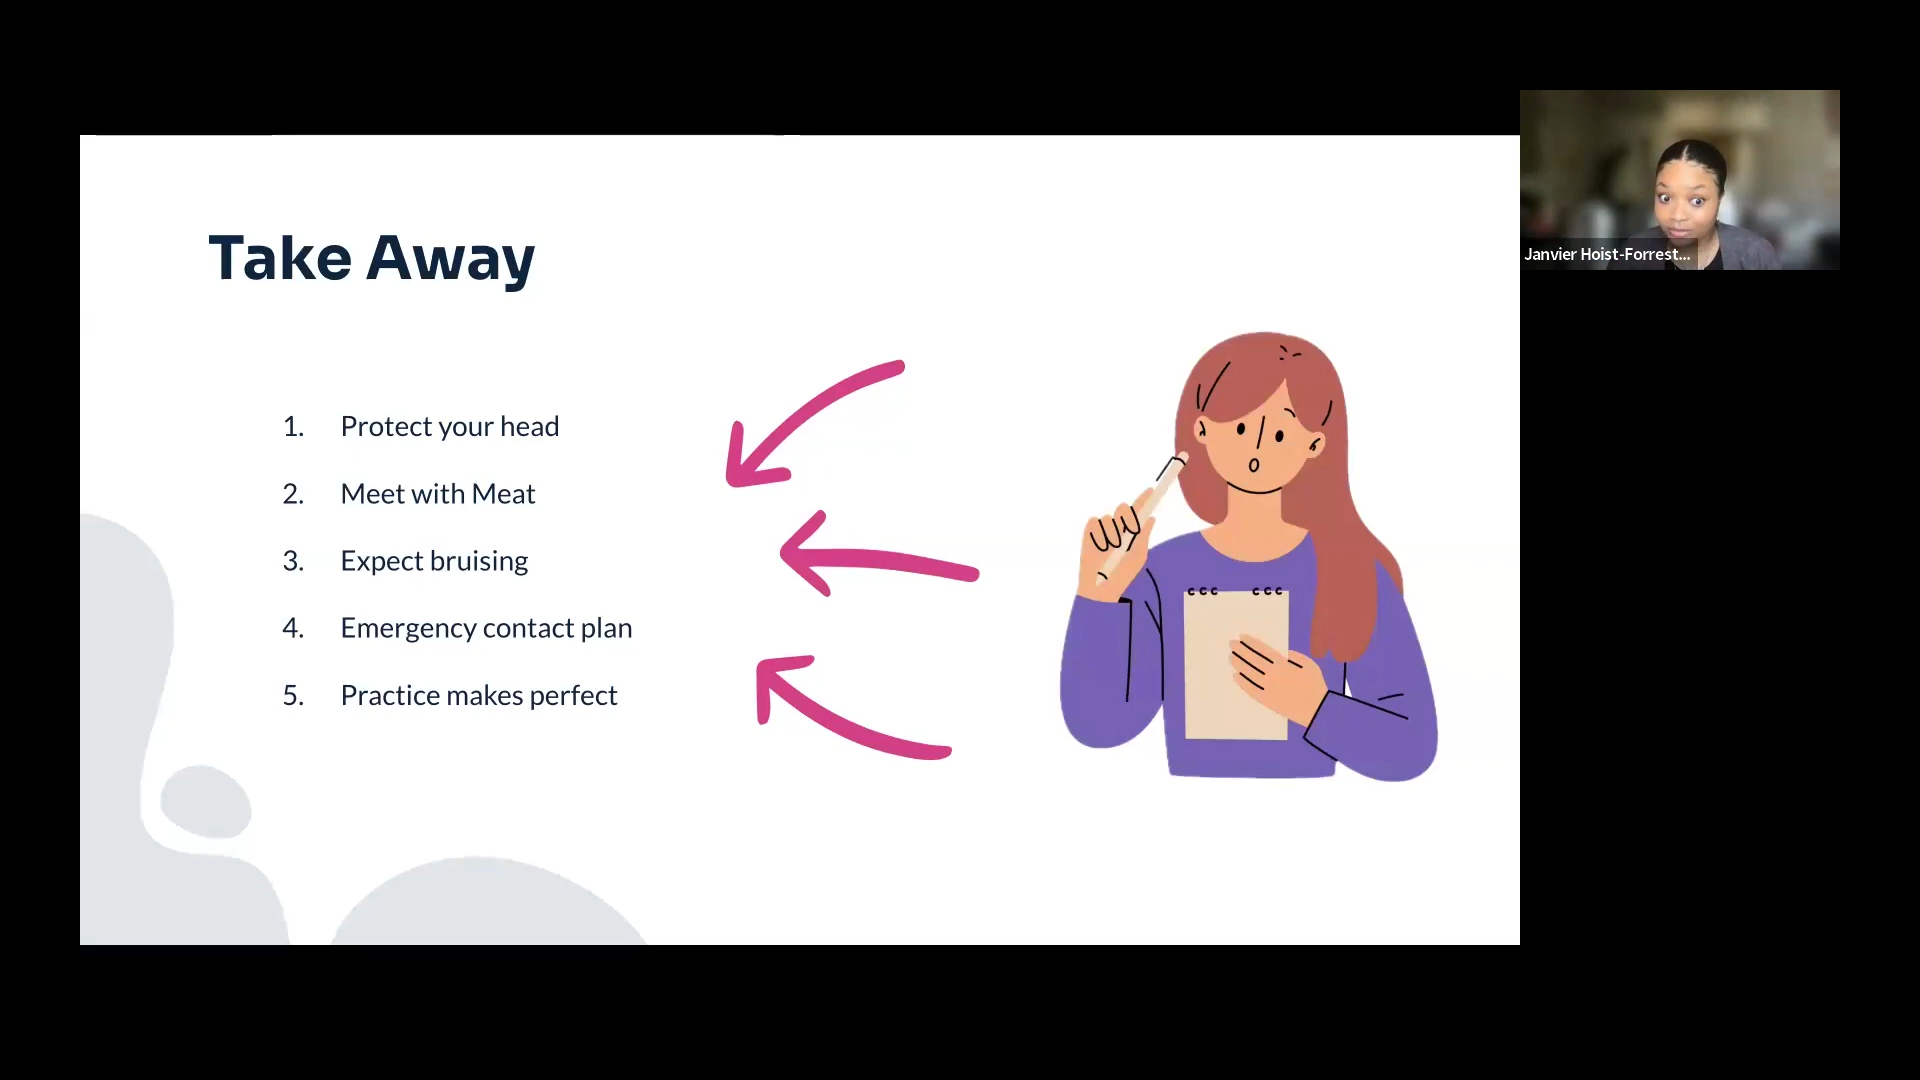 Take Away
1. Protect your head
2. Meet with Meat
3. Expect bruising
4. Emergency contact plan
5. Practice makes perfect
Janvier Hoist-Forrest...